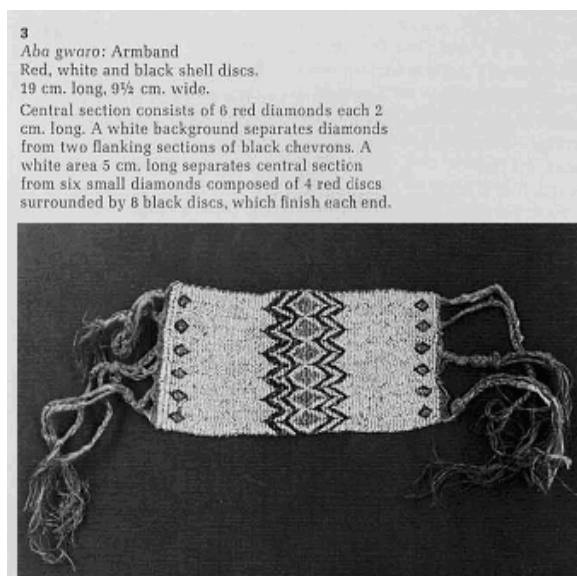 3
Aba gwaro: Armband
Red, white and black shell discs.
19 cm. long, 9½ cm. wide.
Central section consists of 6 red diamonds each 2
cm. long. A white background separates diamonds
from two flanking sections of black chevrons. A
white area 5 cm. long separates central section
from six small diamonds composed of 4 red discs
surrounded by 8 black discs, which finish each end.